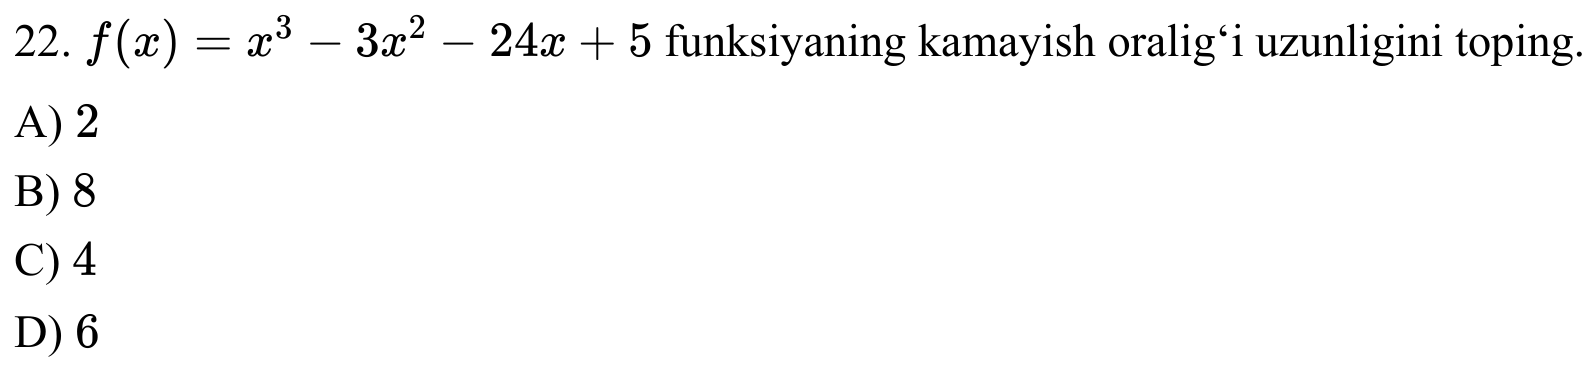 22. f(x) = x³ − 3x² − 24x + 5 funksiyaning kamayish oralig‘i uzunligini toping.
A) 2
B) 8
C) 4
D) 6